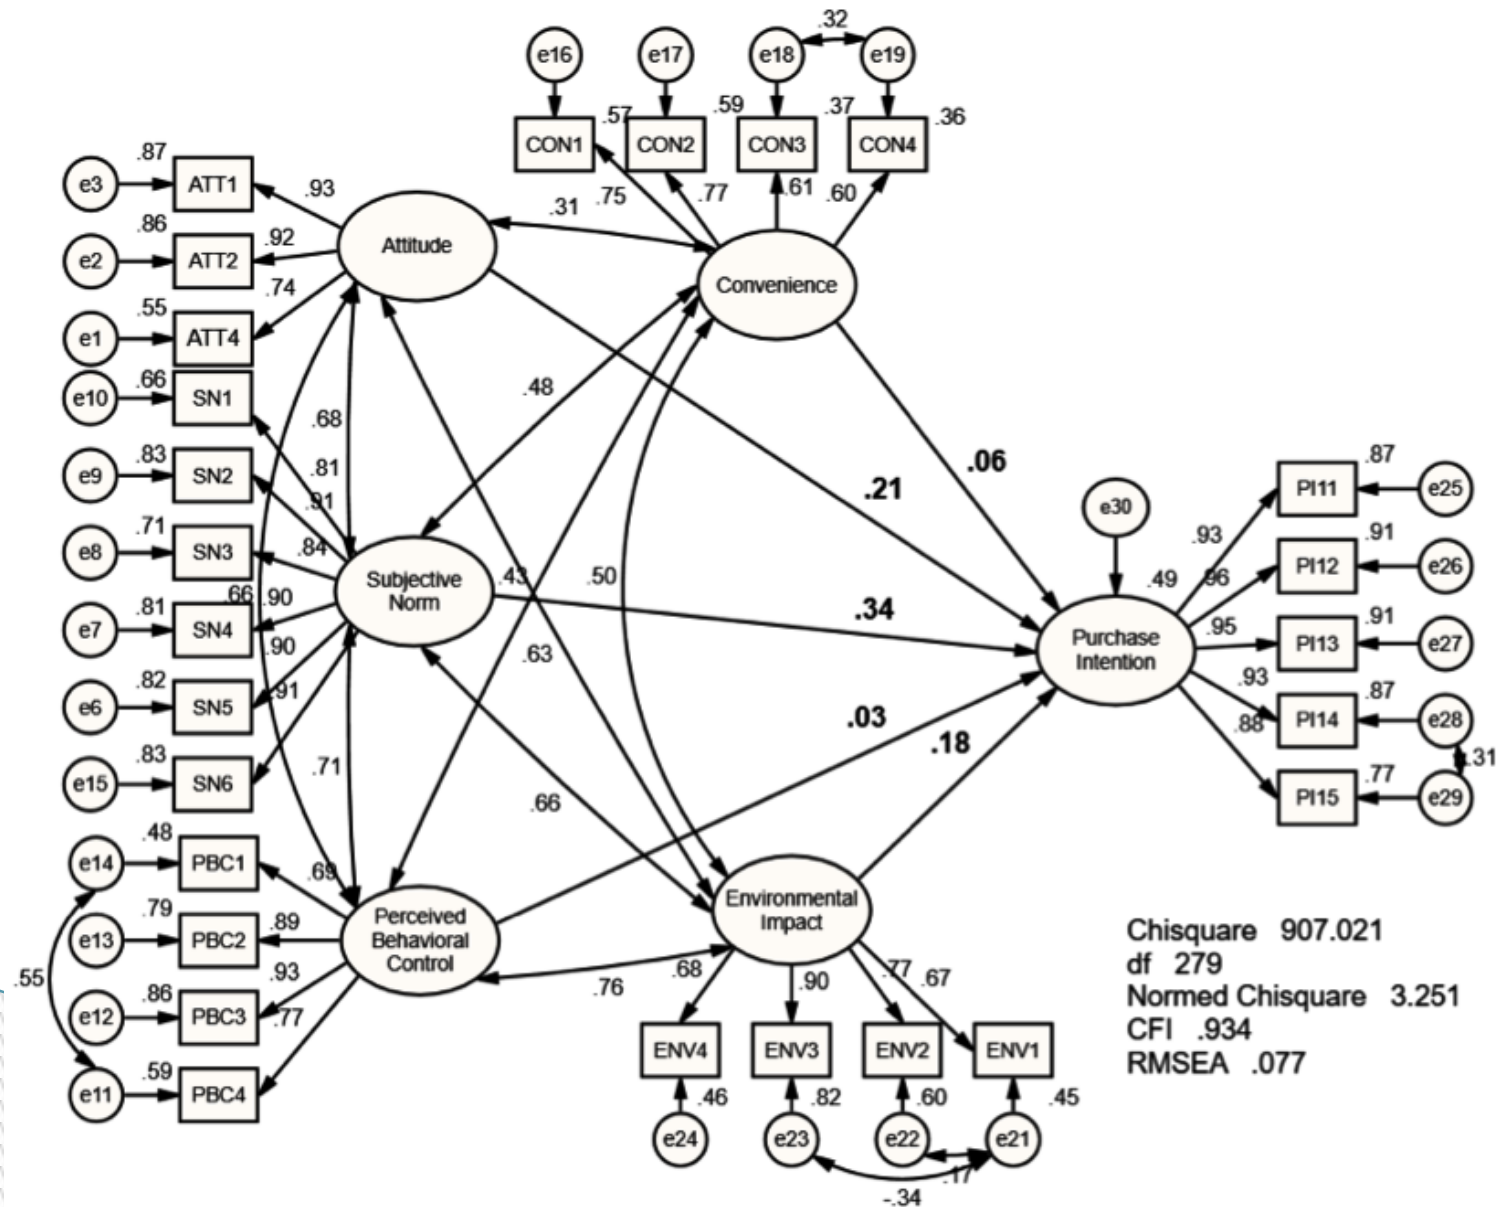 .32
e16
e17
e18
e19
.57
.59
.37
.36
CON1
CON2
CON3
CON4
.75
.77
.61
.60
.31
.87
e3
ATT1
.93
.86
e2
ATT2
.92
.55
e1
ATT4
.74
Attitude
Convenience
.66
e10
SN1
.68
.81
.83
e9
SN2
.91
.71
e8
SN3
.84
.81
e7
SN4
.66
.90
.82
e6
SN5
.90
.83
e15
SN6
.91
Subjective
Norm
.48
.43
.50
.63
.71
.66
.21
.06
.34
.03
.18
e30
.49
Purchase
Intention
.93
PI11
.87
e25
.96
PI12
.91
e26
.95
PI13
.91
e27
.93
PI14
.87
e28
.88
PI15
.77
e29
.31
.48
e14
PBC1
.69
.79
e13
PBC2
.89
.86
e12
PBC3
.93
.59
e11
PBC4
.77
.55
Perceived
Behavioral
Control
Environmental
Impact
.76
.68
.90
.77
.67
ENV4
ENV3
ENV2
ENV1
.46
.82
.60
.45
e24
e23
e22
e21
.17
-.34
Chisquare 907.021
df 279
Normed Chisquare 3.251
CFI .934
RMSEA .077